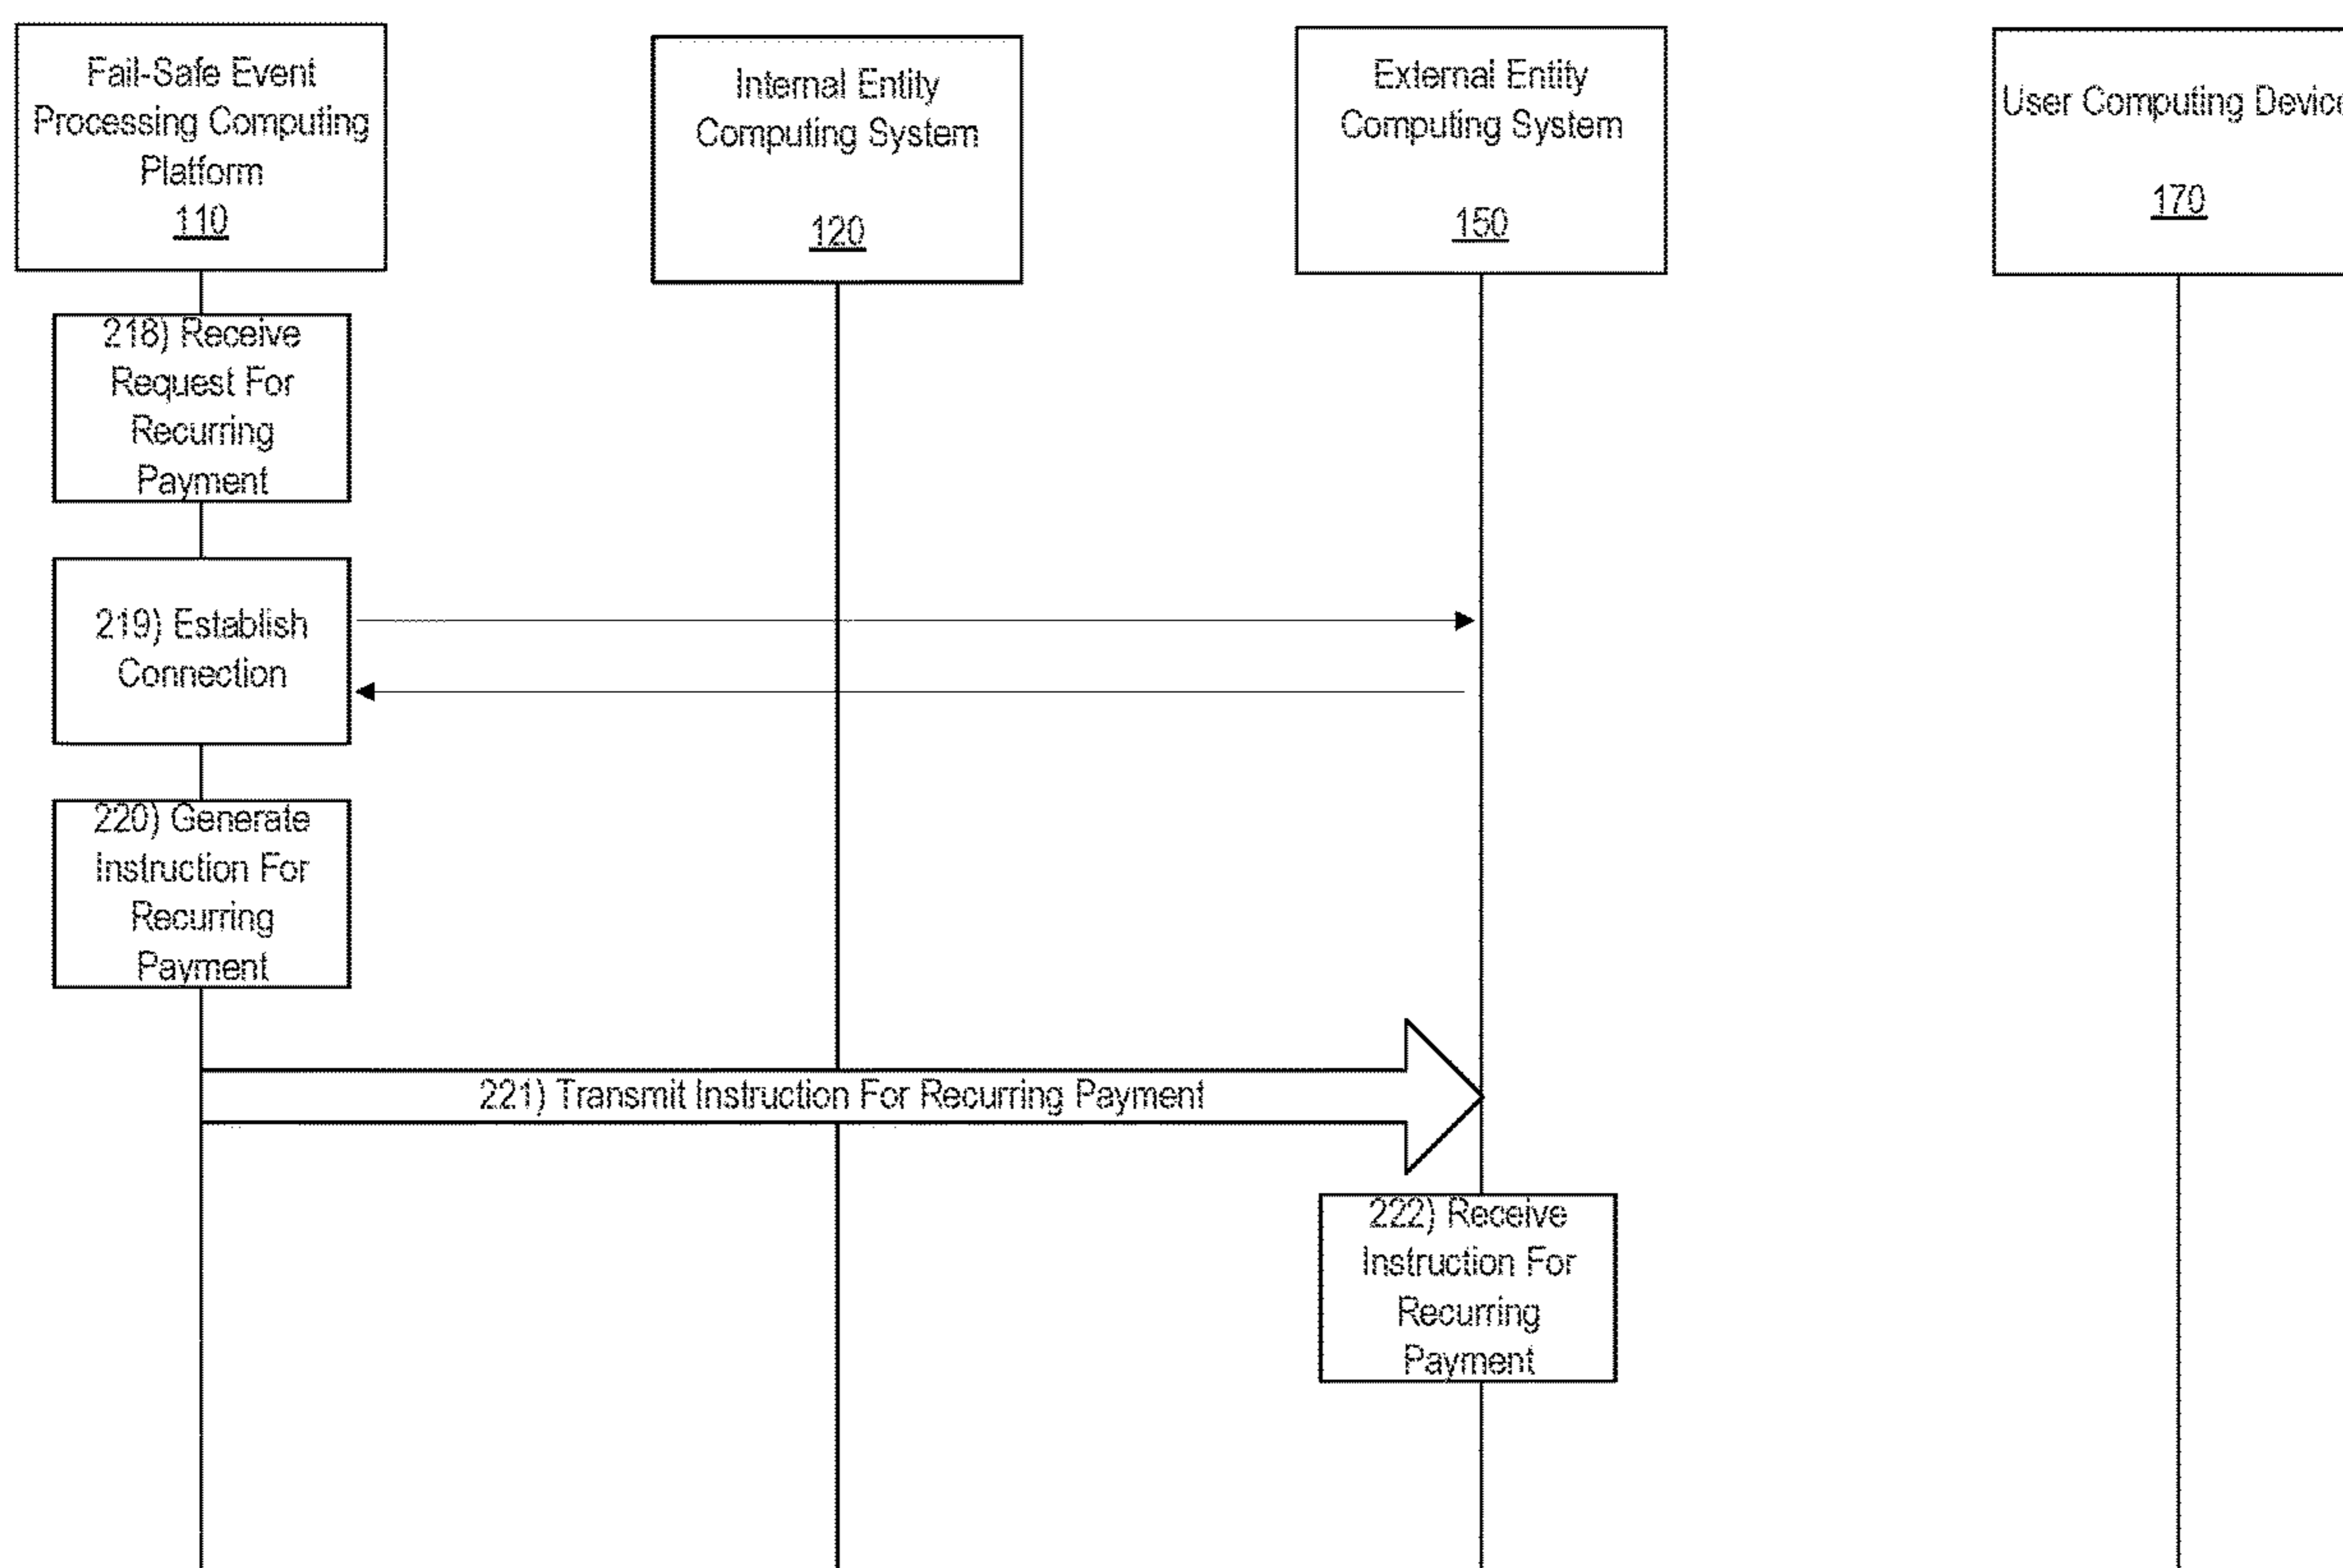 Fail-Safe Event
Processing Computing
Platform
110
Internal Entity
Computing System
120
External Entity
Computing System
150
User Computing Device
170
218) Receive
Request For
Recurring
Payment
219) Establish
Connection
220) Generate
Instruction For
Recurring
Payment
221) Transmit Instruction For Recurring Payment
222) Receive
Instruction For
Recurring
Payment